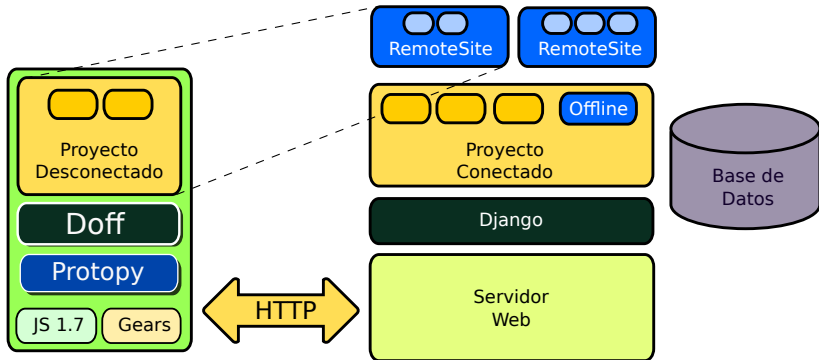 RemoteSite
RemoteSite
Offline
Proyecto
Desconectado
Proyecto
Conectado
Base de
Datos
Doff
Django
Protopy
HTTP
Servidor
Web
JS 1.7
Gears